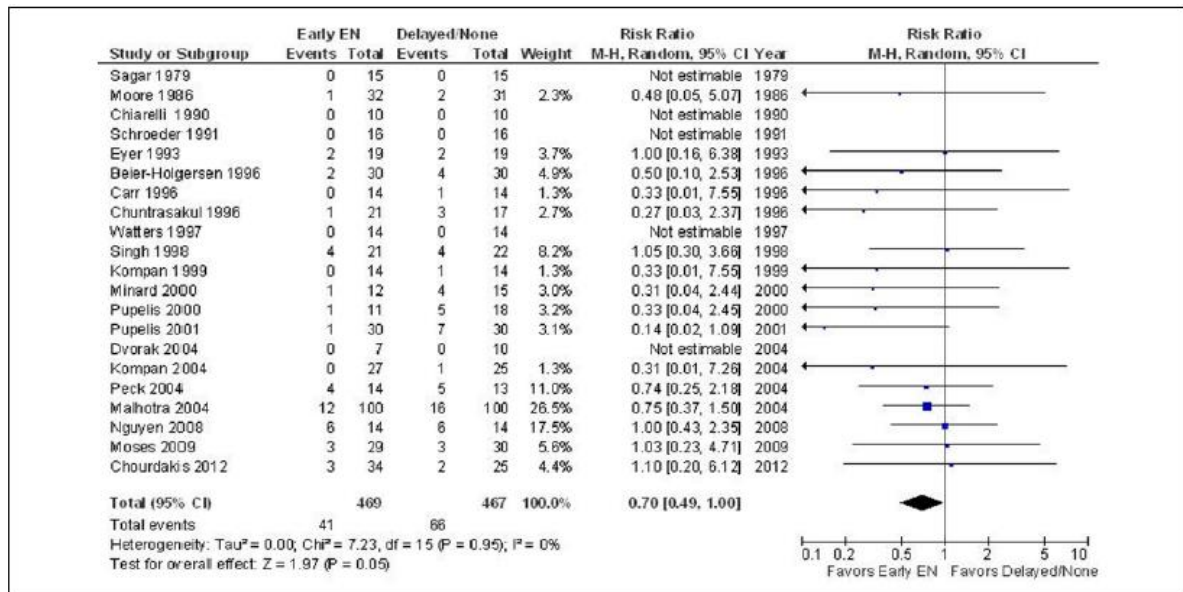 Early EN Delayed/None Risk Ratio Risk Ratio
Study or Subgroup Events Total Events Total Weight M-H, Random, 95% CI Year M-H, Random, 95% CI
Sagar 1979 0 15 0 15 Not estimable 1979
Moore 1986 1 32 2 31 2.3% 0.48 [0.05, 5.07] 1986
Chiarelli 1990 0 10 0 10 Not estimable 1990
Schroeder 1991 0 16 0 16 Not estimable 1991
Eyer 1993 2 19 2 19 3.7% 1.00 [0.16, 6.38] 1993
Beier-Holgersen 1996 2 30 4 30 4.9% 0.50 [0.10, 2.53] 1996
Carr 1996 0 14 1 14 1.3% 0.33 [0.01, 7.55] 1996
Chuntrasakul 1996 1 21 3 17 2.7% 0.27 [0.03, 2.37] 1996
Watters 1997 0 14 0 14 Not estimable 1997
Singh 1998 4 21 4 22 8.2% 1.05 [0.30, 3.66] 1998
Kompan 1999 0 14 1 14 1.3% 0.33 [0.01, 7.55] 1999
Minard 2000 1 12 4 15 3.0% 0.31 [0.04, 2.44] 2000
Pupelis 2000 1 11 5 18 3.2% 0.33 [0.04, 2.45] 2000
Pupelis 2001 1 30 7 30 3.1% 0.14 [0.02, 1.09] 2001
Dvorak 2004 0 7 0 10 Not estimable 2004
Kompan 2004 0 27 1 25 1.3% 0.31 [0.01, 7.26] 2004
Peck 2004 4 14 5 13 11.0% 0.74 [0.25, 2.18] 2004
Malhotra 2004 12 100 16 100 26.5% 0.75 [0.37, 1.50] 2004
Nguyen 2008 6 14 6 14 17.5% 1.00 [0.43, 2.35] 2008
Moses 2009 3 29 3 30 5.6% 1.03 [0.23, 4.71] 2009
Chourdakis 2012 3 34 2 25 4.4% 1.10 [0.20, 6.12] 2012
Total (95% CI) 469 467 100.0% 0.70 [0.49, 1.00]
Total events 41 66
Heterogeneity: Tau² = 0.00; Chi² = 7.23, df = 15 (P = 0.95); I² = 0%
Test for overall effect: Z = 1.97 (P = 0.05)
0.1 0.2 0.5 1 2 5 10
Favors Early EN Favors Delayed/None